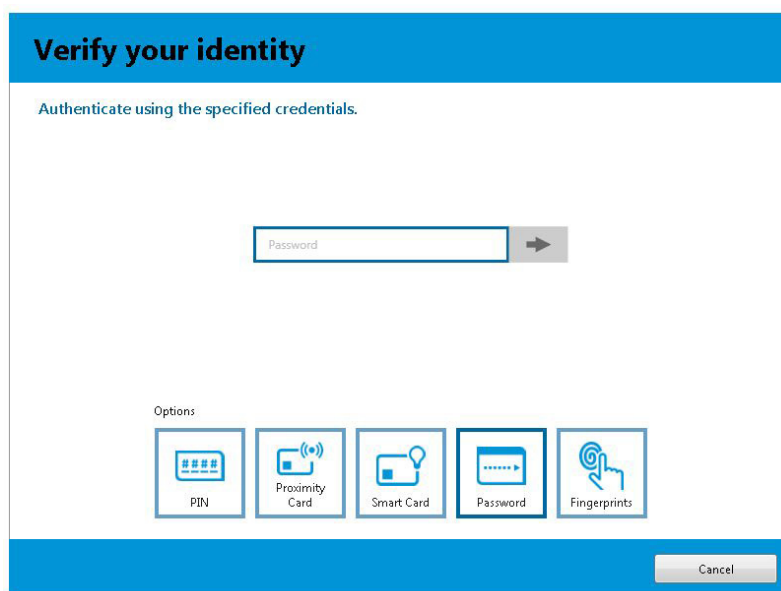 Verify your identity
Authenticate using the specified credentials.
Password
Options
####
PIN
Proximity
Card
Smart Card
Password
Fingerprints
Cancel